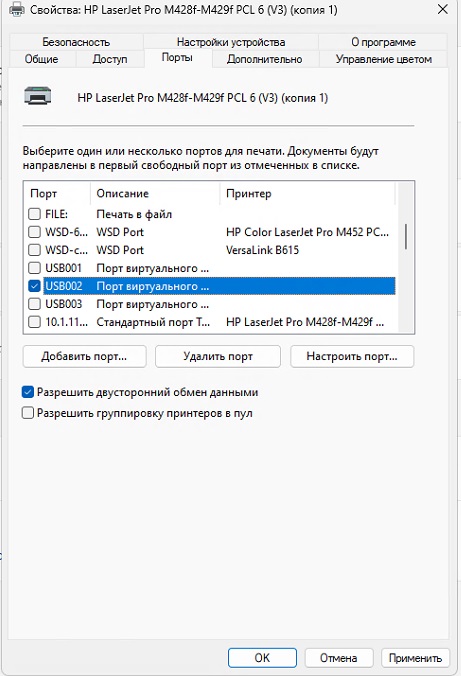 Свойства: HP LaserJet Pro M428f-M429f PCL 6 (V3) (копия 1)
Безопасность Настройки устройства О программе
Общие Доступ Порты Дополнительно Управление цветом
HP LaserJet Pro M428f-M429f PCL 6 (V3) (копия 1)
Выберите один или несколько портов для печати. Документы будут
направлены в первый свободный порт из отмеченных в списке.
Порт Описание Принтер
FILE: Печать в файл
WSD-6... WSD Port HP Color LaserJet Pro M452 PC...
WSD-c... WSD Port VersaLink B615
USB001 Порт виртуального ...
USB002 Порт виртуального ...
USB003 Порт виртуального ...
10.1.11... Стандартный порт T... HP LaserJet Pro M428f-M429f ...
Добавить порт... Удалить порт Настроить порт...
Разрешить двусторонний обмен данными
Разрешить группировку принтеров в пул
OK Отмена Применить